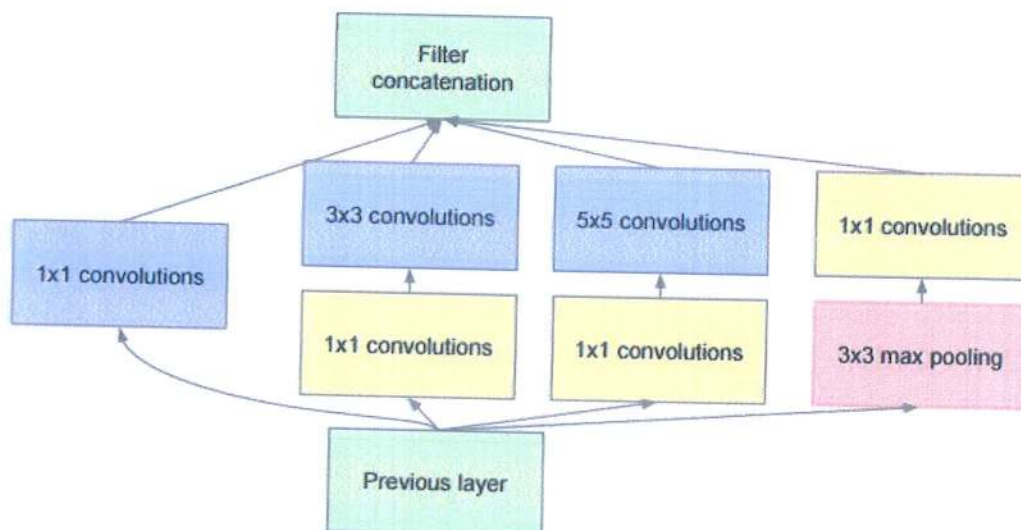 Filter
concatenation
3x3 convolutions
5x5 convolutions
1x1 convolutions
1x1 convolutions
1x1 convolutions
1x1 convolutions
3x3 max pooling
Previous layer